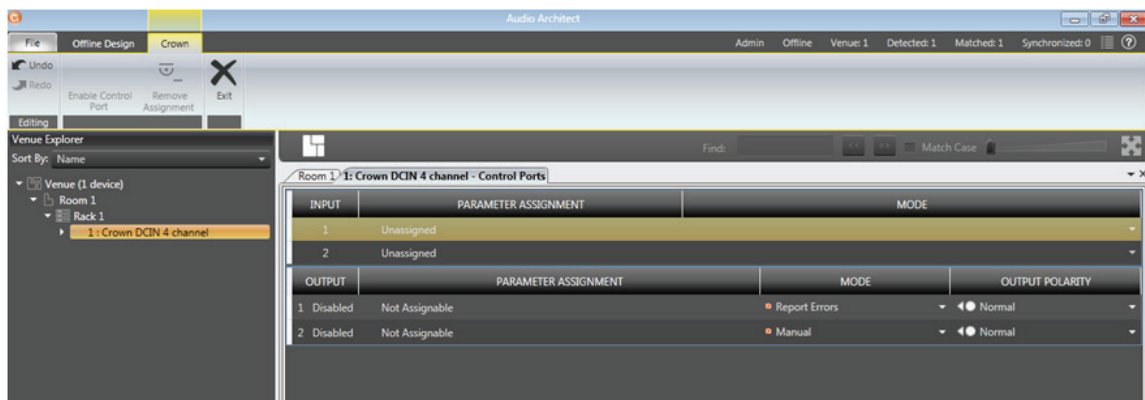 Audio Architect
File Offline Design Crown Admin Offline Venue: 1 Detected: 1 Matched: 1 Synchronized: 0
Undo
Redo
Enable Control Port
Remove Assignment
Exit
Editing
Venue Explorer
Sort By: Name
Find: << >> Match Case
Venue (1 device)
Room 1
Rack 1
1 : Crown DCIN 4 channel
Room 1 1: Crown DCIN 4 channel - Control Ports
INPUT PARAMETER ASSIGNMENT MODE
1 Unassigned
2 Unassigned
OUTPUT PARAMETER ASSIGNMENT MODE OUTPUT POLARITY
1 Disabled Not Assignable Report Errors Normal
2 Disabled Not Assignable Manual Normal